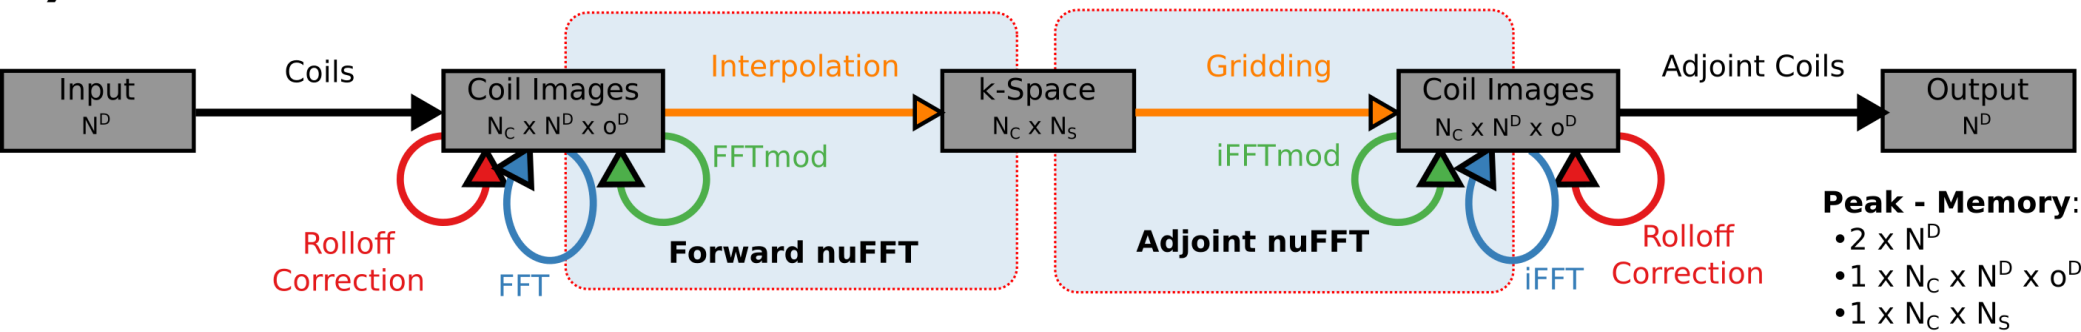 Input
N^D
Coils
Coil Images
N_C x N^D x o^D
Interpolation
k-Space
N_C x N_S
Gridding
Coil Images
N_C x N^D x o^D
Adjoint Coils
Output
N^D
FFTmod
iFFTmod
Rolloff
Correction
FFT
Forward nuFFT
Adjoint nuFFT
iFFT
Rolloff
Correction
Peak - Memory:
•2 x N^D
•1 x N_C x N^D x o^D
•1 x N_C x N_S